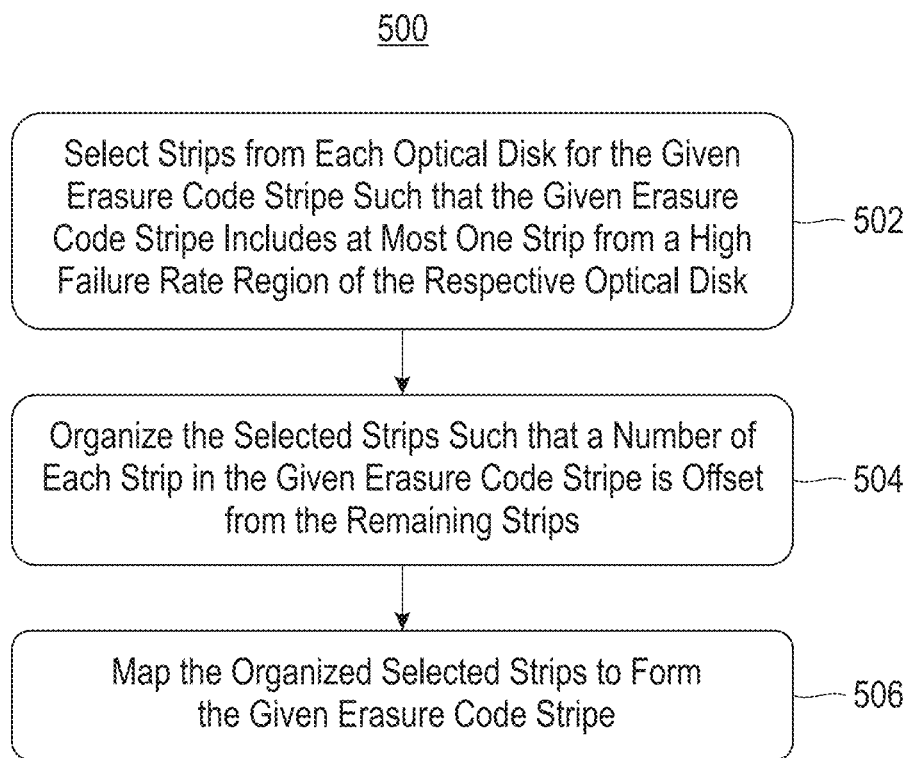 500
Select Strips from Each Optical Disk for the Given
Erasure Code Stripe Such that the Given Erasure
Code Stripe Includes at Most One Strip from a High
Failure Rate Region of the Respective Optical Disk
502
Organize the Selected Strips Such that a Number of
Each Strip in the Given Erasure Code Stripe is Offset
from the Remaining Strips
504
Map the Organized Selected Strips to Form
the Given Erasure Code Stripe
506